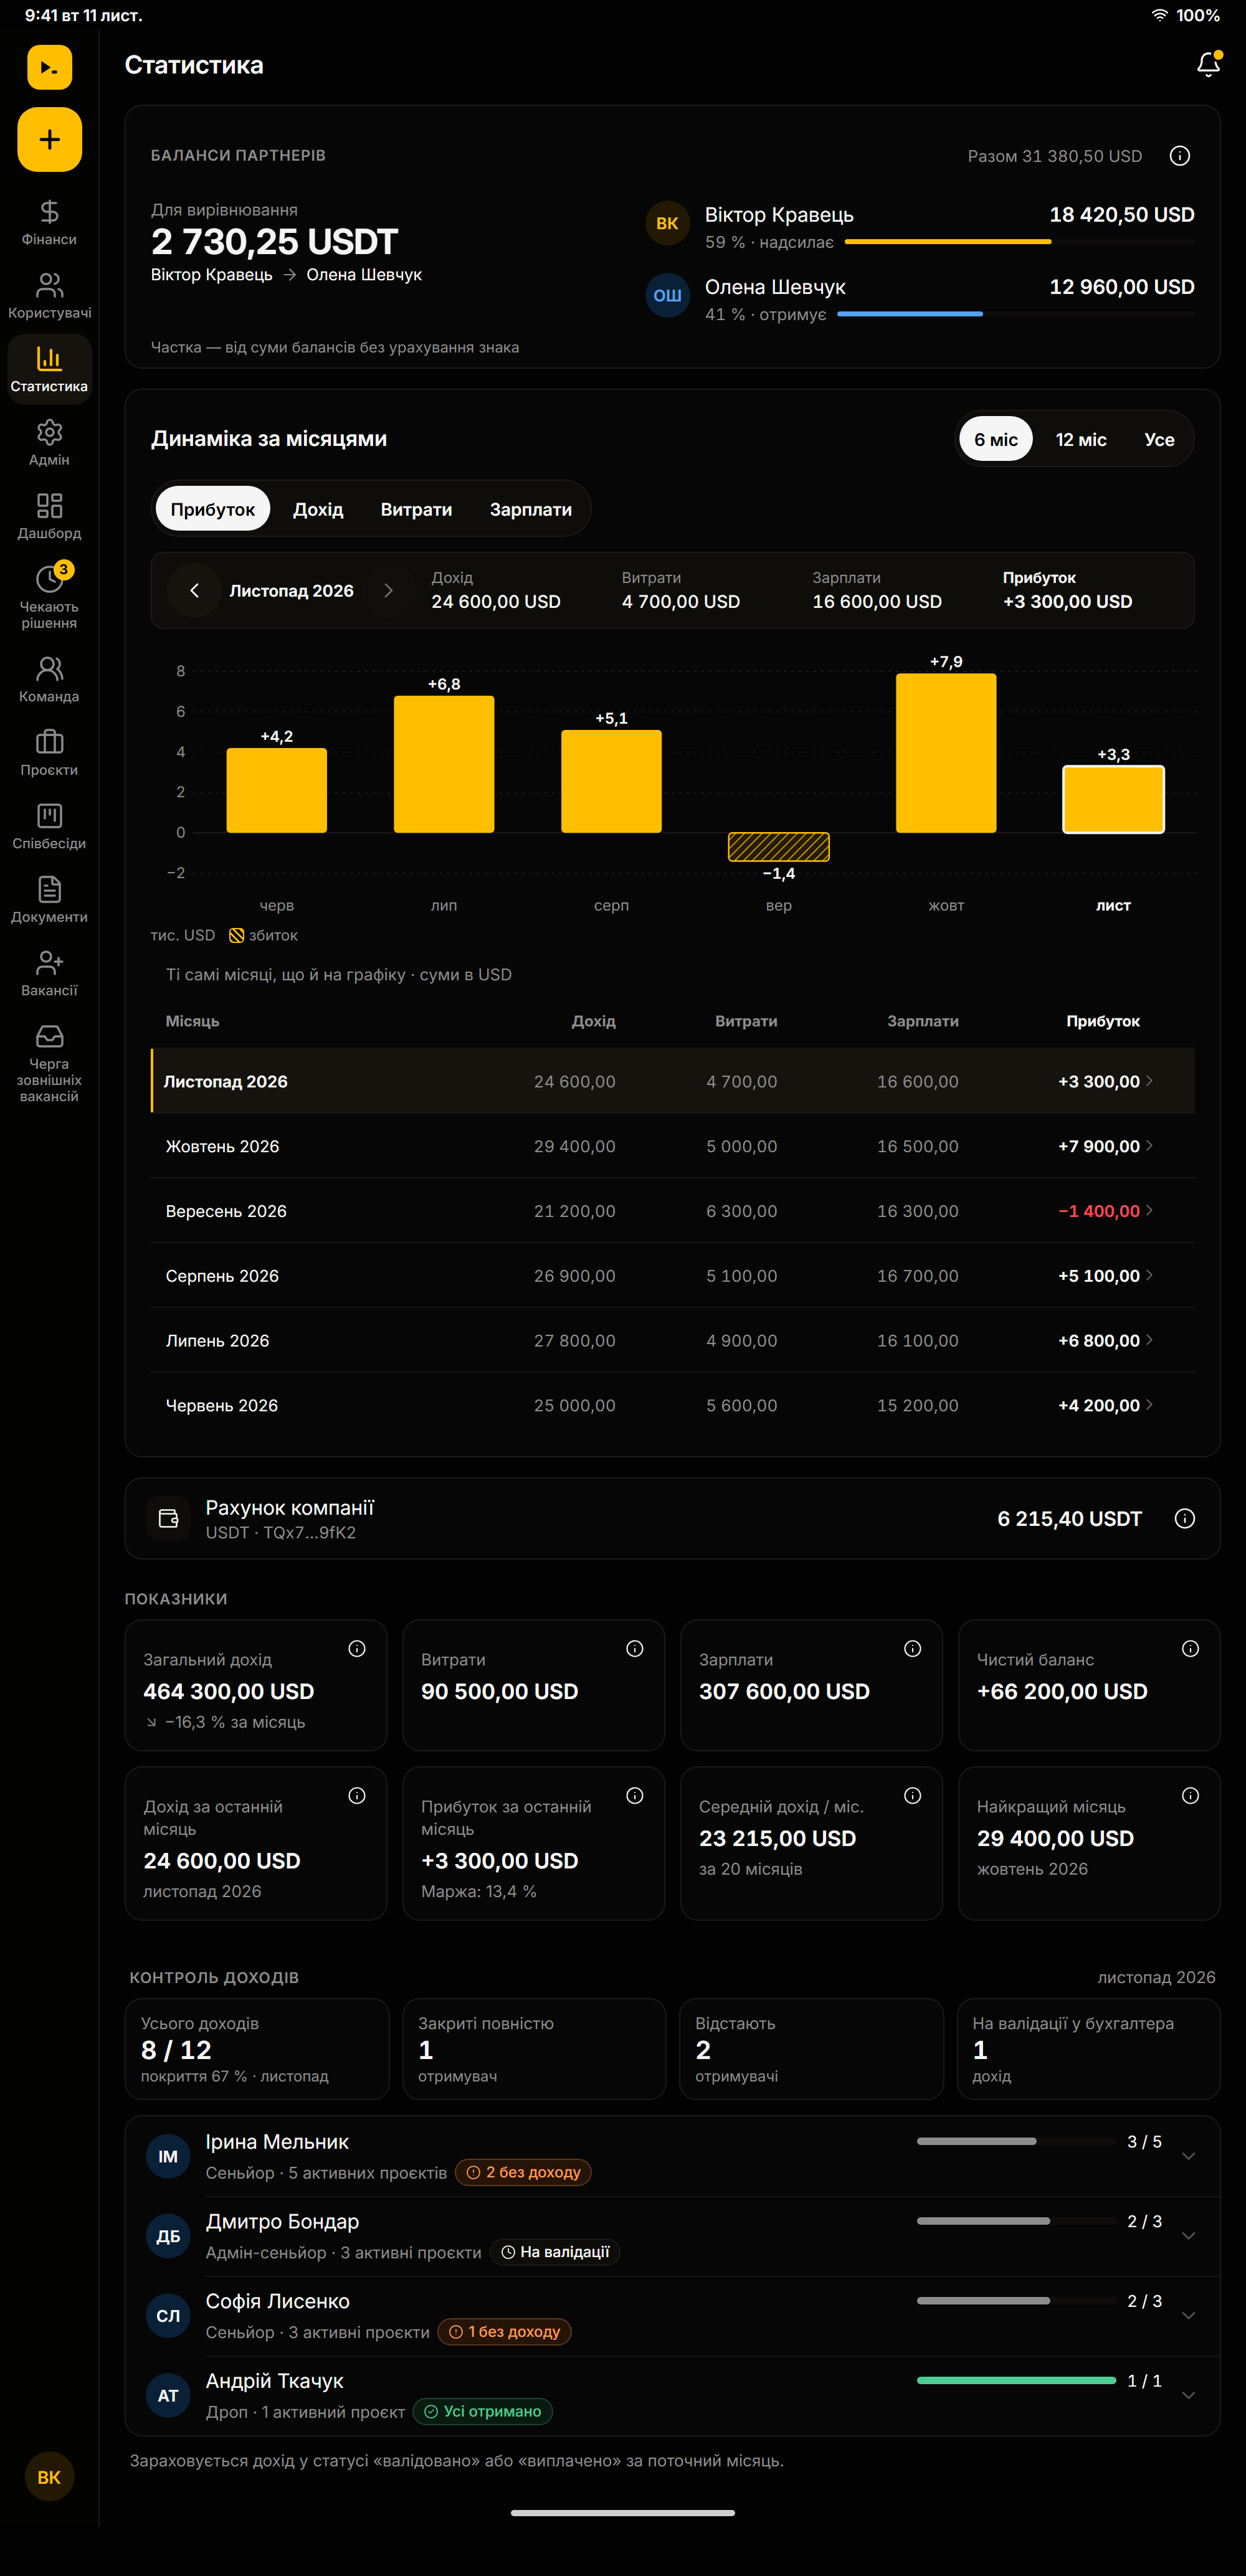 9:41 вт 11 лист.
100%
Статистика
Фінанси
Користувачі
Статистика
Адмін
Дашборд
3
Чекають
рішення
Команда
Проєкти
Співбесіди
Документи
Вакансії
Черга
зовнішніх
вакансій
ВК
БАЛАНСИ ПАРТНЕРІВ
Разом 31 380,50 USD
Для вирівнювання
2 730,25 USDT
Віктор Кравець → Олена Шевчук
ВК
Віктор Кравець
18 420,50 USD
59 % · надсилає
ОШ
Олена Шевчук
12 960,00 USD
41 % · отримує
Частка — від суми балансів без урахування знака
Динаміка за місяцями
6 міс 12 міс Усе
Прибуток Дохід Витрати Зарплати
Листопад 2026
Дохід
24 600,00 USD
Витрати
4 700,00 USD
Зарплати
16 600,00 USD
Прибуток
+3 300,00 USD
8
6
4
2
0
−2
+4,2
+6,8
+5,1
−1,4
+7,9
+3,3
черв лип серп вер жовт лист
тис. USD збиток
Ті самі місяці, що й на графіку · суми в USD
Місяць Дохід Витрати Зарплати Прибуток
Листопад 2026 24 600,00 4 700,00 16 600,00 +3 300,00
Жовтень 2026 29 400,00 5 000,00 16 500,00 +7 900,00
Вересень 2026 21 200,00 6 300,00 16 300,00 −1 400,00
Серпень 2026 26 900,00 5 100,00 16 700,00 +5 100,00
Липень 2026 27 800,00 4 900,00 16 100,00 +6 800,00
Червень 2026 25 000,00 5 600,00 15 200,00 +4 200,00
Рахунок компанії
USDT · TQx7…9fK2
6 215,40 USDT
ПОКАЗНИКИ
Загальний дохід
464 300,00 USD
−16,3 % за місяць
Витрати
90 500,00 USD
Зарплати
307 600,00 USD
Чистий баланс
+66 200,00 USD
Дохід за останній
місяць
24 600,00 USD
листопад 2026
Прибуток за останній
місяць
+3 300,00 USD
Маржа: 13,4 %
Середній дохід / міс.
23 215,00 USD
за 20 місяців
Найкращий місяць
29 400,00 USD
жовтень 2026
КОНТРОЛЬ ДОХОДІВ
листопад 2026
Усього доходів
8 / 12
покриття 67 % · листопад
Закриті повністю
1
отримувач
Відстають
2
отримувачі
На валідації у бухгалтера
1
дохід
ІМ
Ірина Мельник
3 / 5
Сеньйор · 5 активних проєктів 2 без доходу
ДБ
Дмитро Бондар
2 / 3
Адмін-сеньйор · 3 активні проєкти На валідації
СЛ
Софія Лисенко
2 / 3
Сеньйор · 3 активні проєкти 1 без доходу
АТ
Андрій Ткачук
1 / 1
Дроп · 1 активний проєкт Усі отримано
Зараховується дохід у статусі «валідовано» або «виплачено» за поточний місяць.